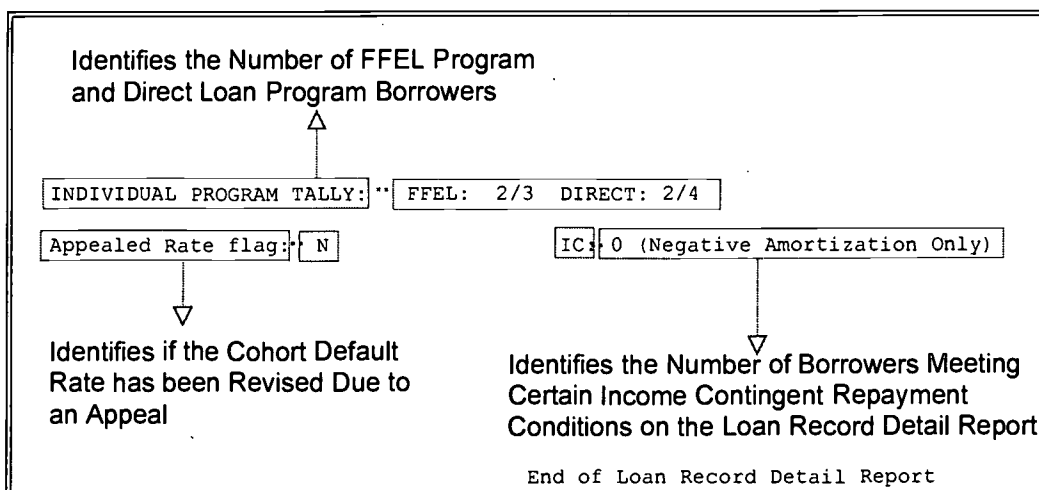 Identifies the Number of FFEL Program
and Direct Loan Program Borrowers
INDIVIDUAL PROGRAM TALLY: FFEL: 2/3 DIRECT: 2/4
Appealed Rate flag: N IC: 0 (Negative Amortization Only)
Identifies if the Cohort Default
Rate has been Revised Due to
an Appeal
Identifies the Number of Borrowers Meeting
Certain Income Contingent Repayment
Conditions on the Loan Record Detail Report
End of Loan Record Detail Report